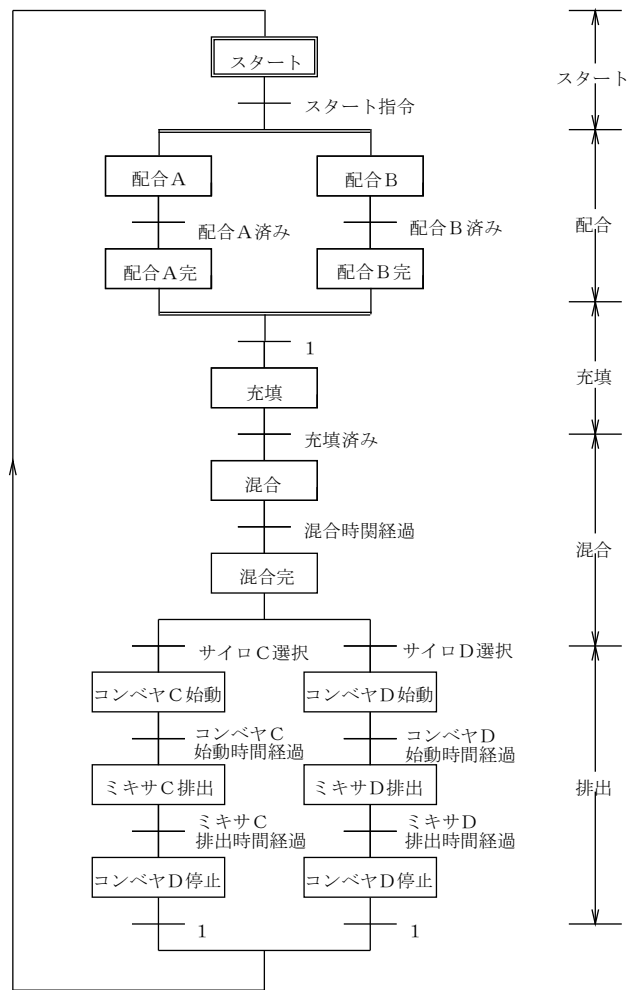 スタート
スタート指令
スタート
配合A
配合B
配合A済み
配合B済み
配合
配合A完
配合B完
1
充填
充填
充填済み
混合
混合時関経過
混合
混合完
サイロC選択
サイロD選択
コンベヤC始動
コンベヤD始動
コンベヤC
始動時間経過
コンベヤD
始動時間経過
ミキサC排出
ミキサD排出
排出
ミキサC
排出時間経過
ミキサD
排出時間経過
コンベヤD停止
コンベヤD停止
1
1